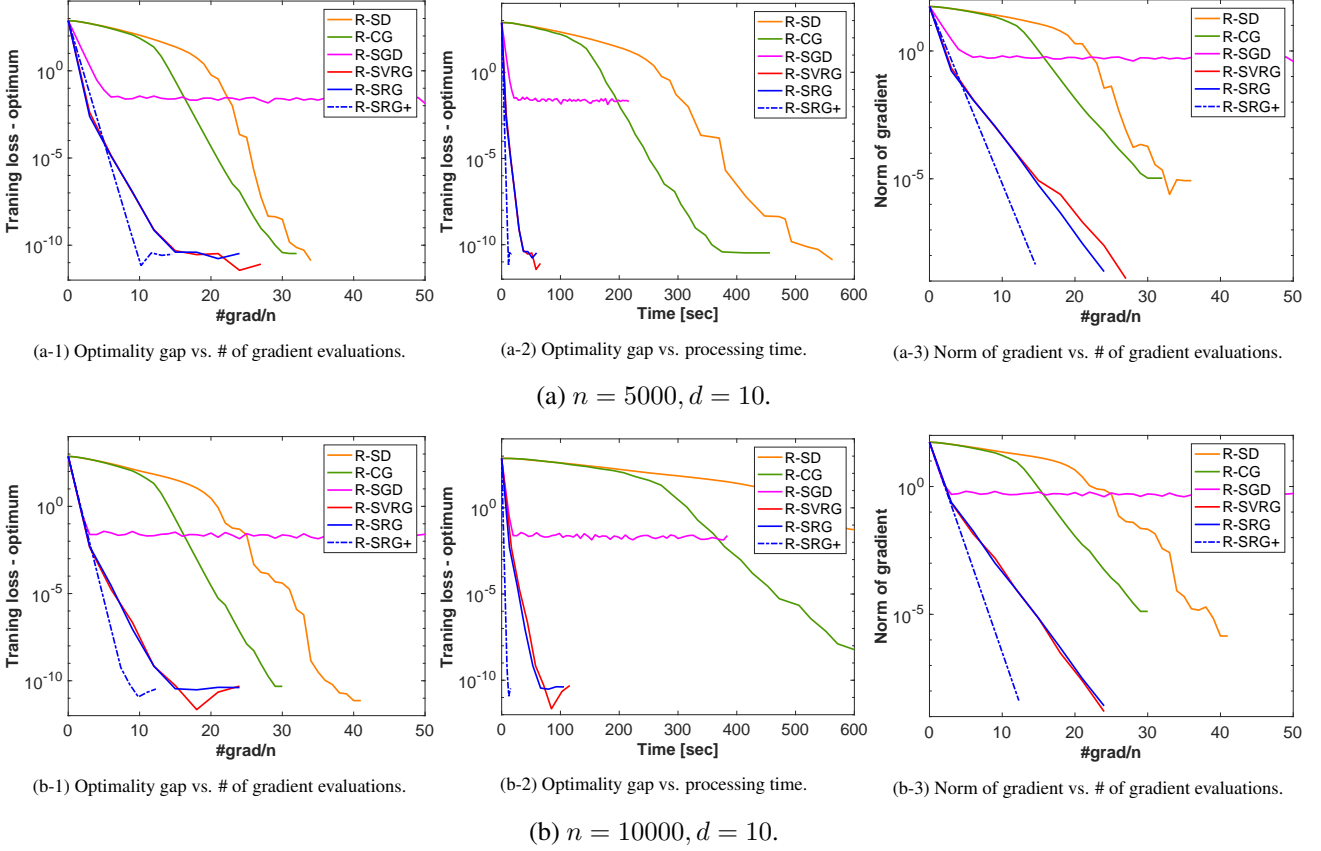 Traning loss - optimum
10^0
10^-5
10^-10
R-SD
R-CG
R-SGD
R-SVRG
R-SRG
R-SRG+
0 10 20 30 40 50
#grad/n
(a-1) Optimality gap vs. # of gradient evaluations.
Traning loss - optimum
10^0
10^-5
10^-10
R-SD
R-CG
R-SGD
R-SVRG
R-SRG
R-SRG+
0 100 200 300 400 500 600
Time [sec]
(a-2) Optimality gap vs. processing time.
Norm of gradient
10^0
10^-5
R-SD
R-CG
R-SGD
R-SVRG
R-SRG
R-SRG+
0 10 20 30 40 50
#grad/n
(a-3) Norm of gradient vs. # of gradient evaluations.
(a) n = 5000, d = 10.
Traning loss - optimum
10^0
10^-5
10^-10
R-SD
R-CG
R-SGD
R-SVRG
R-SRG
R-SRG+
0 10 20 30 40 50
#grad/n
(b-1) Optimality gap vs. # of gradient evaluations.
Traning loss - optimum
10^0
10^-5
10^-10
R-SD
R-CG
R-SGD
R-SVRG
R-SRG
R-SRG+
0 100 200 300 400 500 600
Time [sec]
(b-2) Optimality gap vs. processing time.
Norm of gradient
10^0
10^-5
R-SD
R-CG
R-SGD
R-SVRG
R-SRG
R-SRG+
0 10 20 30 40 50
#grad/n
(b-3) Norm of gradient vs. # of gradient evaluations.
(b) n = 10000, d = 10.